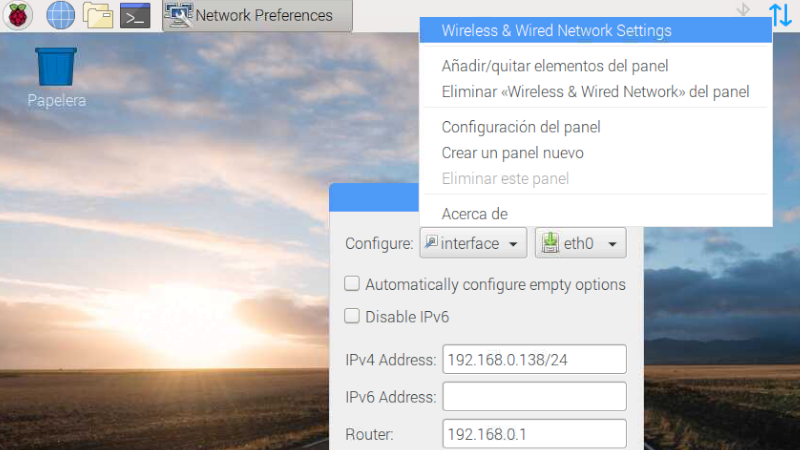 Network Preferences
Wireless & Wired Network Settings
Añadir/quitar elementos del panel
Eliminar «Wireless & Wired Network» del panel
Configuración del panel
Crear un panel nuevo
Eliminar este panel
Acerca de
Papelera
Configure: interface eth0
Automatically configure empty options
Disable IPv6
IPv4 Address: 192.168.0.138/24
IPv6 Address:
Router: 192.168.0.1